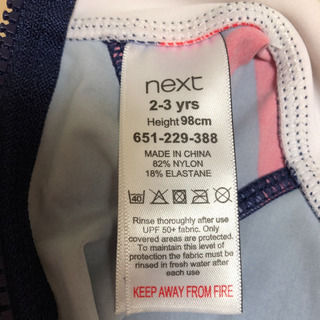 next
2-3 yrs
Height 98cm
651-229-388
MADE IN CHINA
82% NYLON
18% ELASTANE
40
Rinse thoroughly after use
UPF 50+ fabric. Only
covered areas are protected.
To maintain this level of
protection the fabric must be
rinsed in fresh water after
each use
KEEP AWAY FROM FIRE